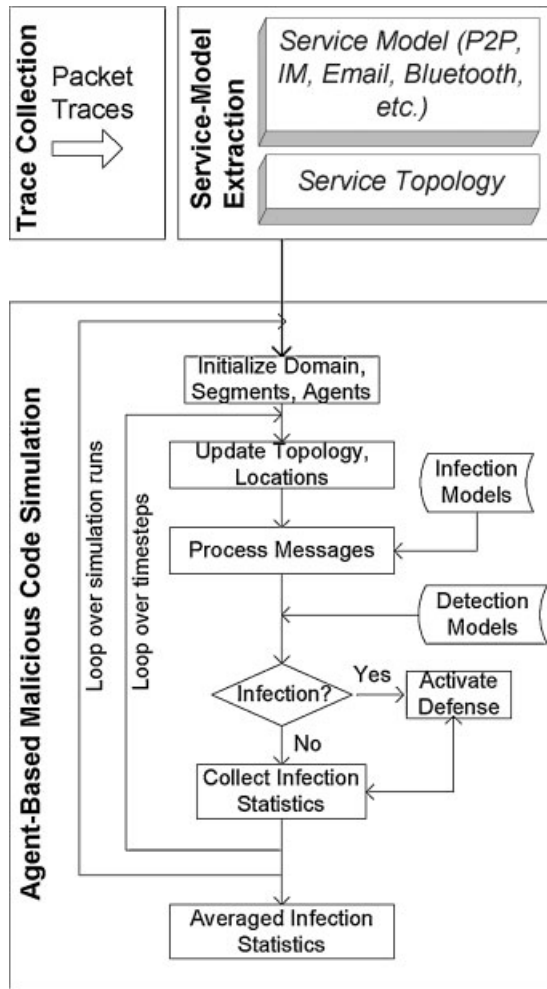 Trace Collection
Packet
Traces
Service-Model
Extraction
Service Model (P2P,
IM, Email, Bluetooth,
etc.)
Service Topology
Agent-Based Malicious Code Simulation
Loop over simulation runs
Loop over timesteps
Initialize Domain,
Segments, Agents
Update Topology,
Locations
Infection
Models
Process Messages
Detection
Models
Infection?
Yes
Activate
Defense
No
Collect Infection
Statistics
Averaged Infection
Statistics